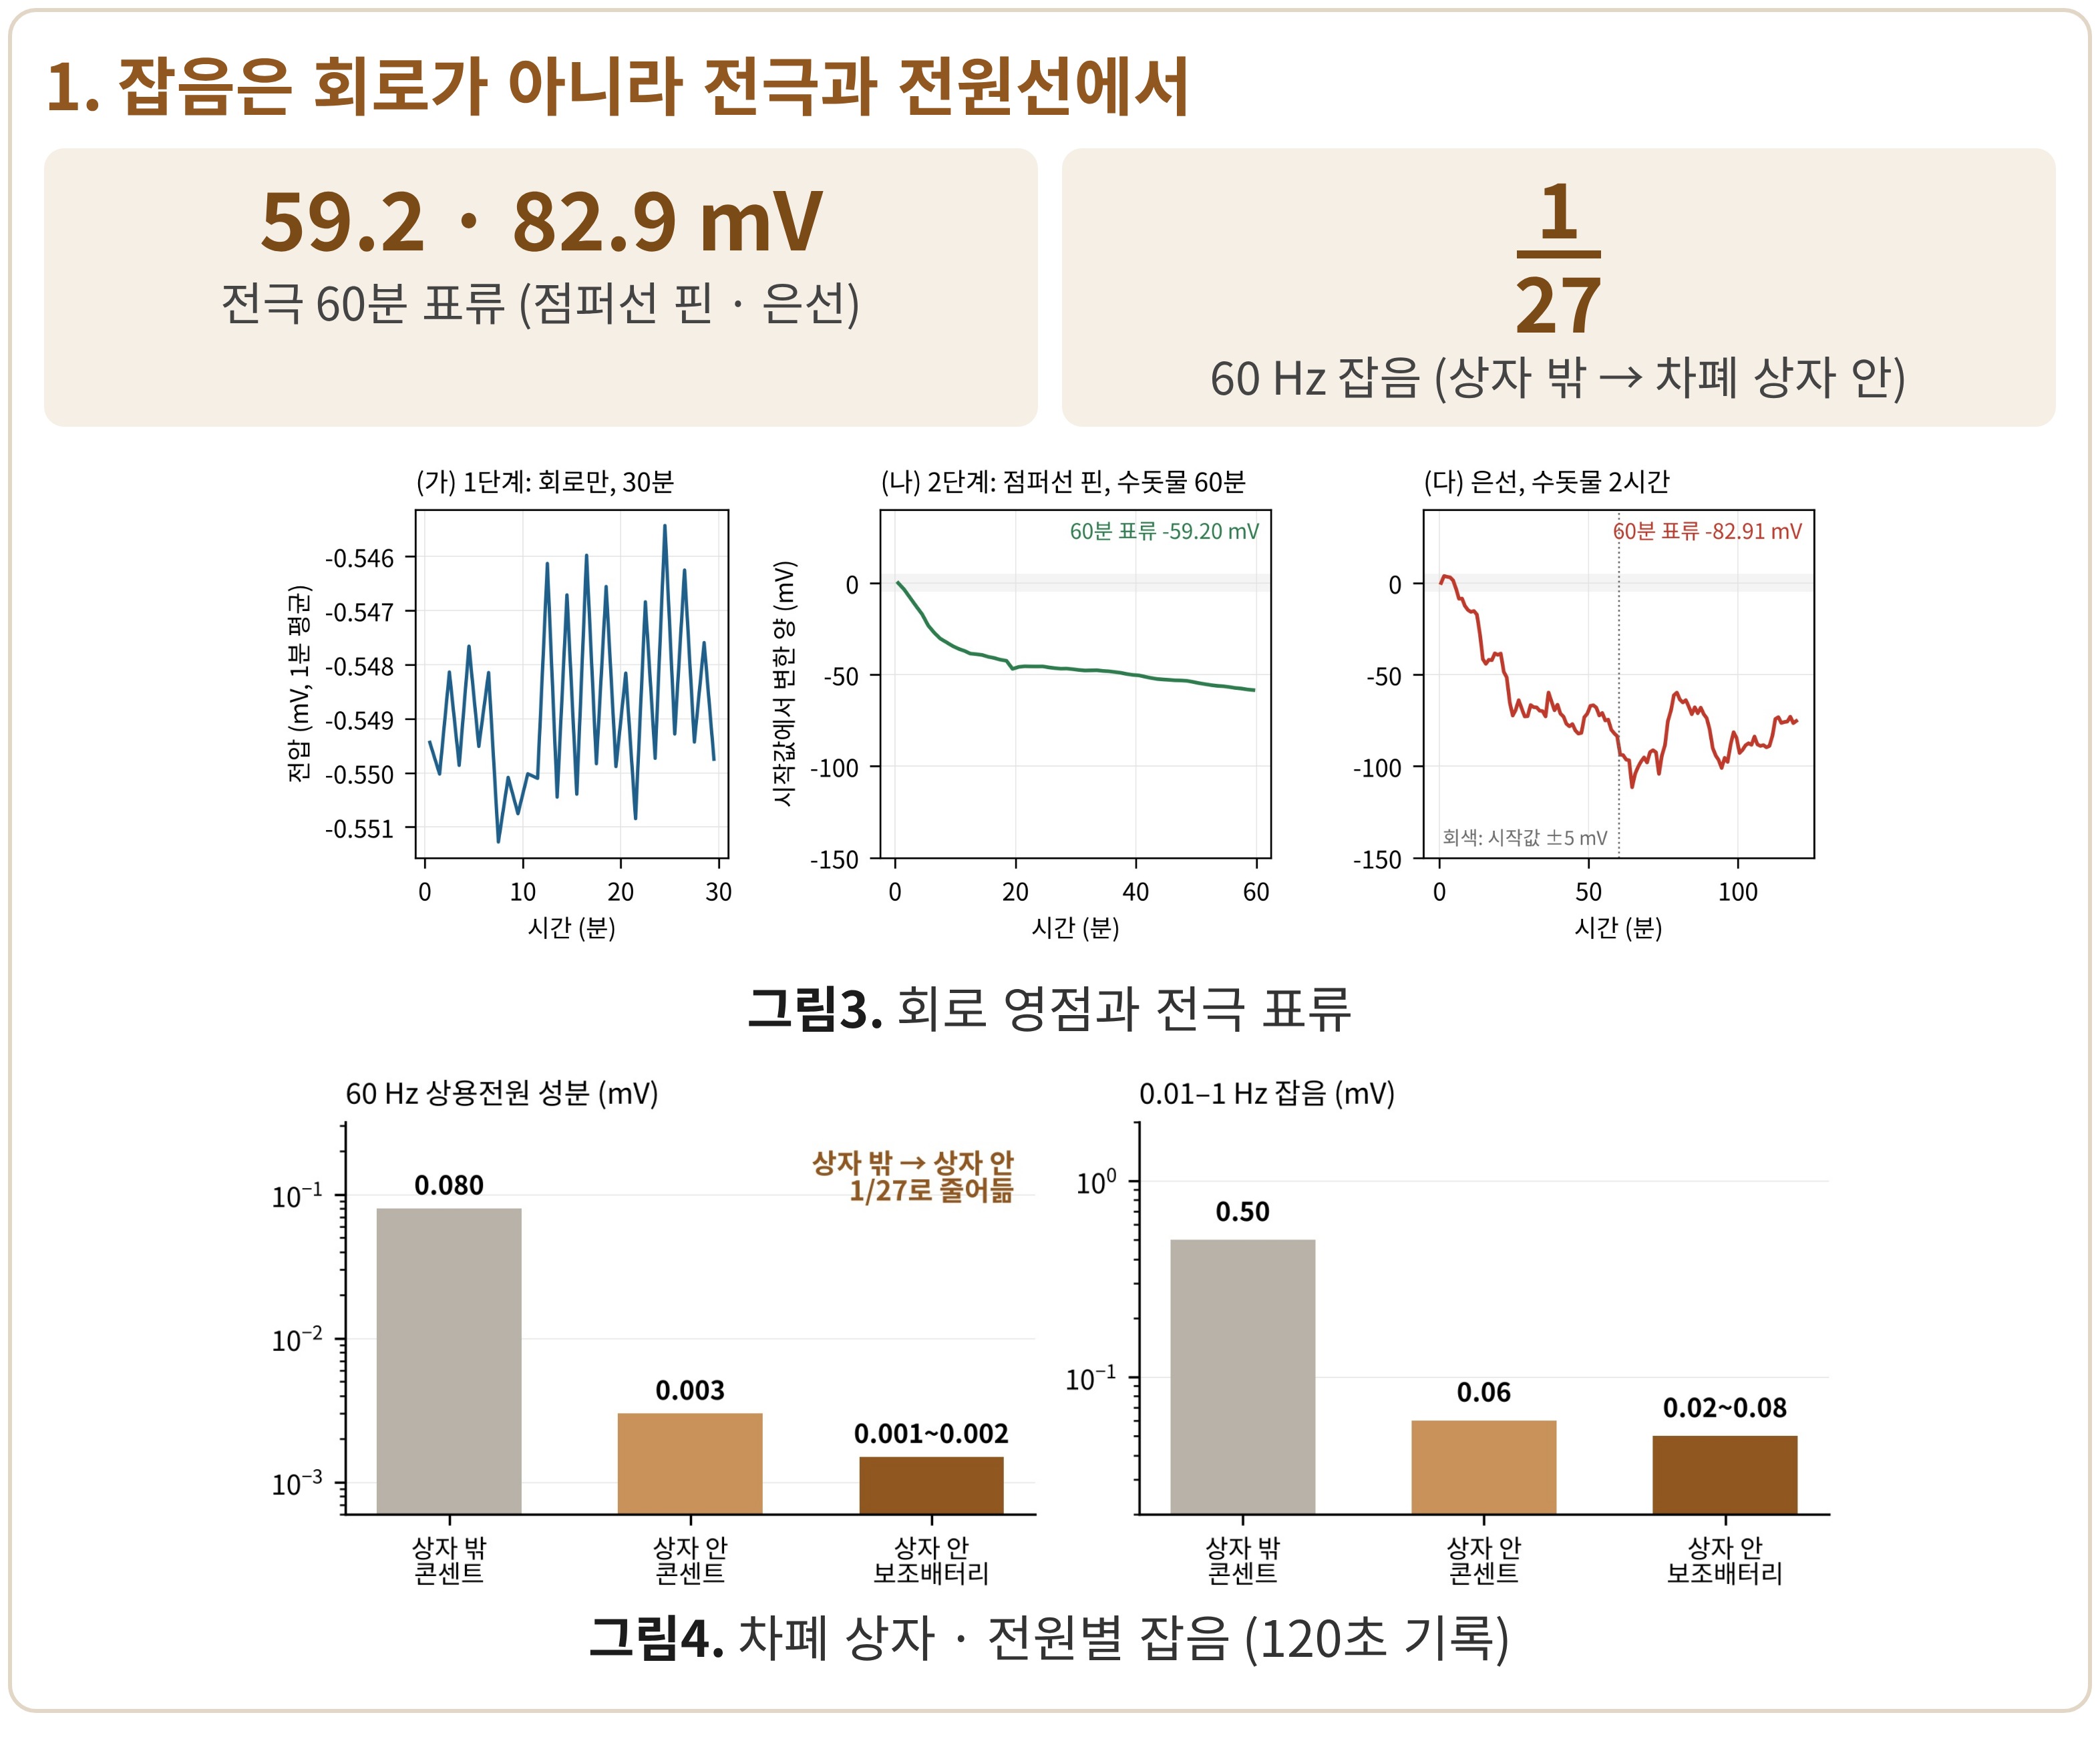 1. 잡음은 회로가 아니라 전극과 전원선에서
59.2 · 82.9 mV
전극 60분 표류 (점퍼선 핀 · 은선)
1
27
60 Hz 잡음 (상자 밖 → 차폐 상자 안)
(가) 1단계: 회로만, 30분
전압 (mV, 1분 평균)
-0.546
-0.547
-0.548
-0.549
-0.550
-0.551
0 10 20 30
시간 (분)
(나) 2단계: 점퍼선 핀, 수돗물 60분
60분 표류 -59.20 mV
시작값에서 변한 양 (mV)
0
-50
-100
-150
0 20 40 60
시간 (분)
(다) 은선, 수돗물 2시간
60분 표류 -82.91 mV
0
-50
-100
-150
회색: 시작값 ±5 mV
0 50 100
시간 (분)
그림3. 회로 영점과 전극 표류
60 Hz 상용전원 성분 (mV)
상자 밖 → 상자 안
1/27로 줄어듦
10⁻¹
10⁻²
10⁻³
0.080
0.003
0.001~0.002
상자 밖 상자 안 상자 안
콘센트 콘센트 보조배터리
0.01–1 Hz 잡음 (mV)
10⁰
10⁻¹
0.50
0.06
0.02~0.08
상자 밖 상자 안 상자 안
콘센트 콘센트 보조배터리
그림4. 차폐 상자 · 전원별 잡음 (120초 기록)